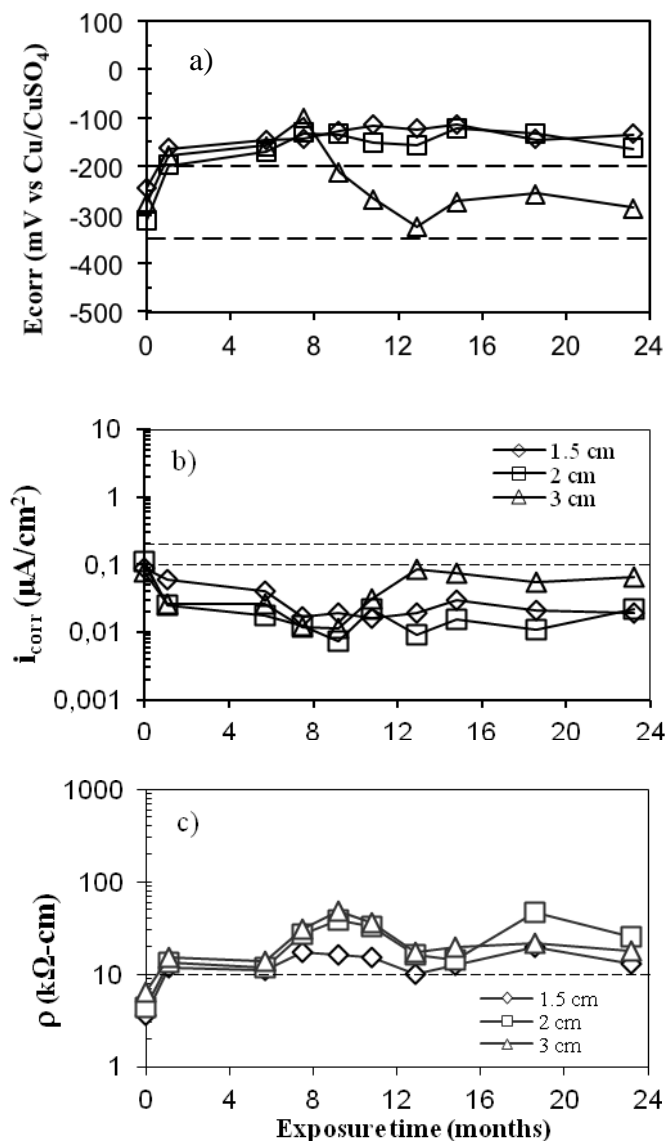 a)
Ecorr (mV vs Cu/CuSO4)
100
0
-100
-200
-300
-400
-500
0 4 8 12 16 20 24
b)
icorr (µA/cm2)
10
1
0,1
0,01
0,001
1.5 cm
2 cm
3 cm
0 4 8 12 16 20 24
c)
ρ (kΩ-cm)
1000
100
10
1
1.5 cm
2 cm
3 cm
0 4 8 12 16 20 24
Exposure time (months)